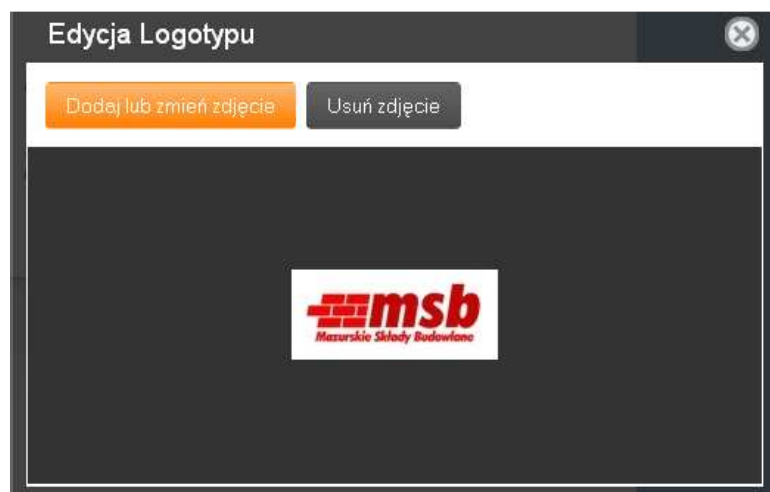 Edycja Logotypu
Dodaj lub zmień zdjęcie
Usuń zdjęcie
msb
Mazurskie Składy Budowlane